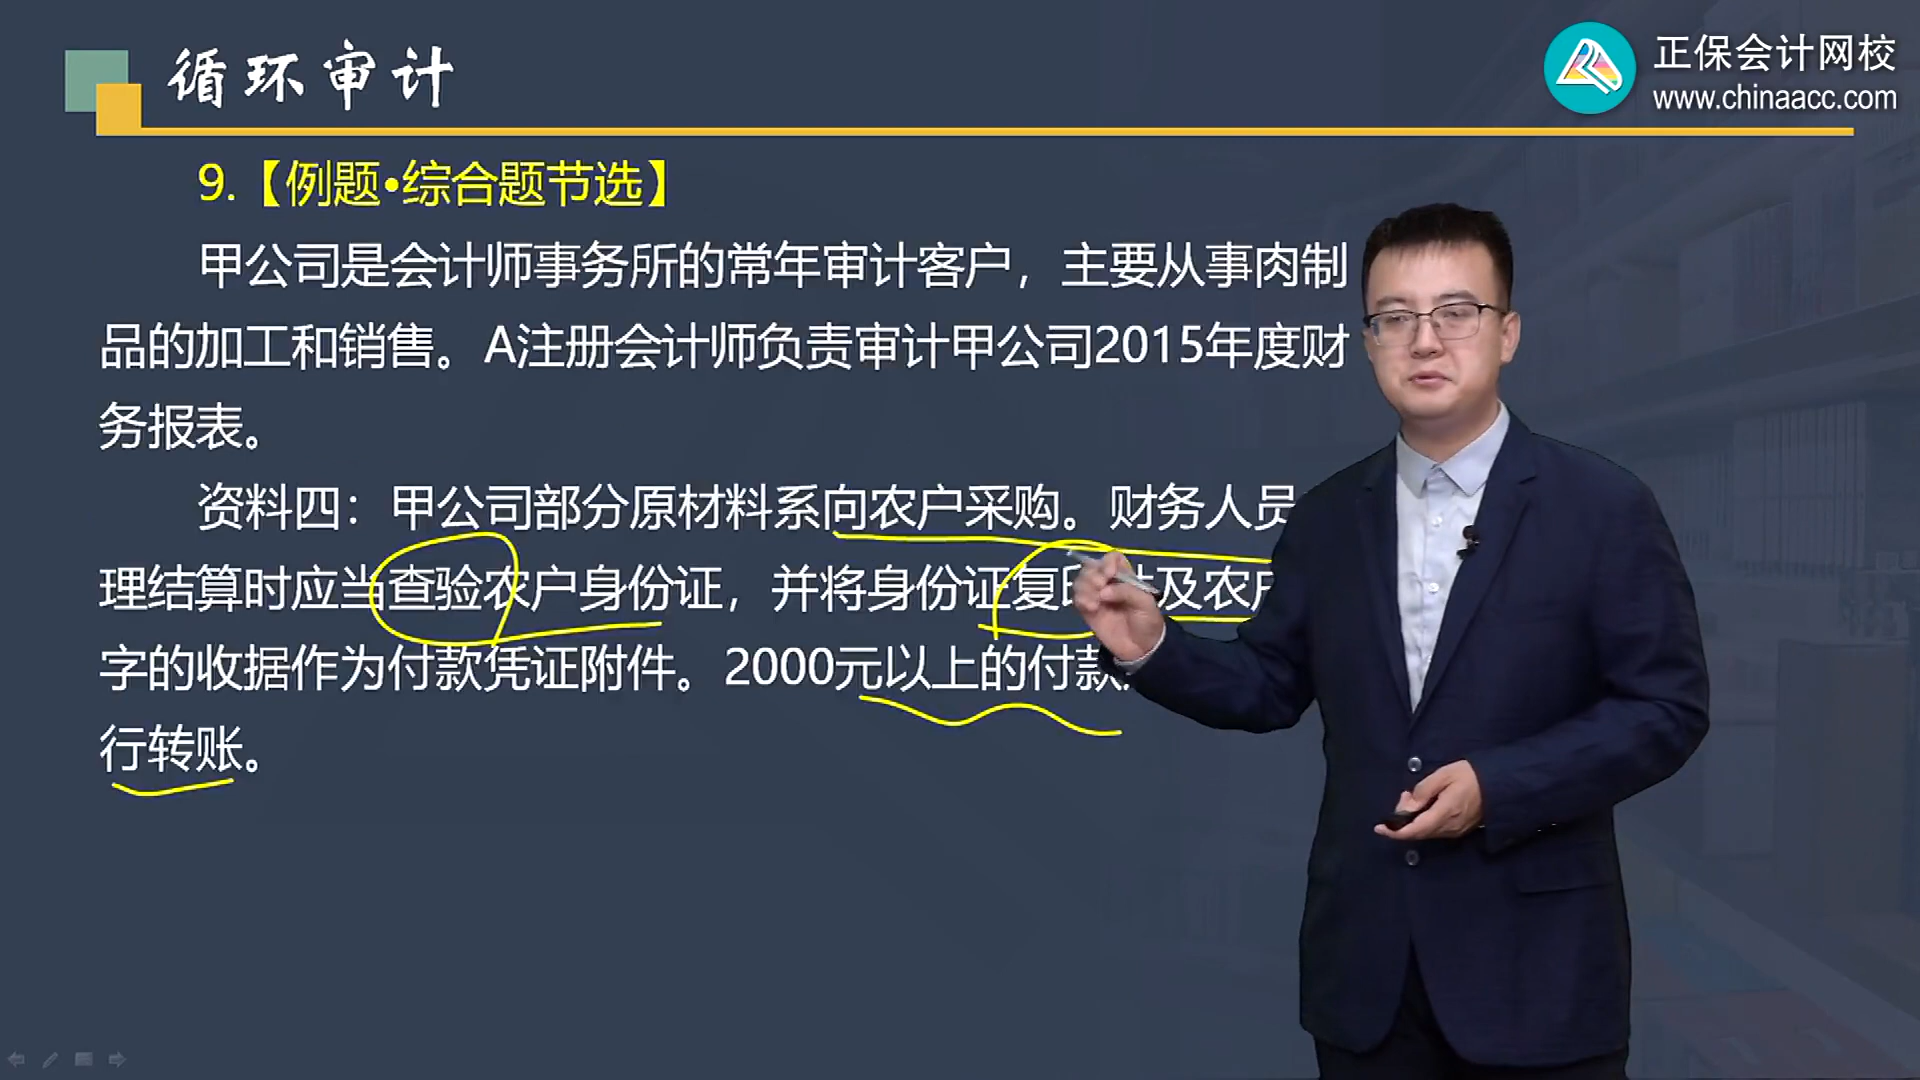 循环审计
正保会计网校
www.chinaacc.com
9.【例题•综合题节选】
甲公司是会计师事务所的常年审计客户，主要从事肉制
品的加工和销售。A注册会计师负责审计甲公司2015年度财
务报表。
资料四：甲公司部分原材料系向农户采购。财务人员
理结算时应当查验农户身份证，并将身份证复印 及农户
字的收据作为付款凭证附件。2000元以上的付款
行转账。